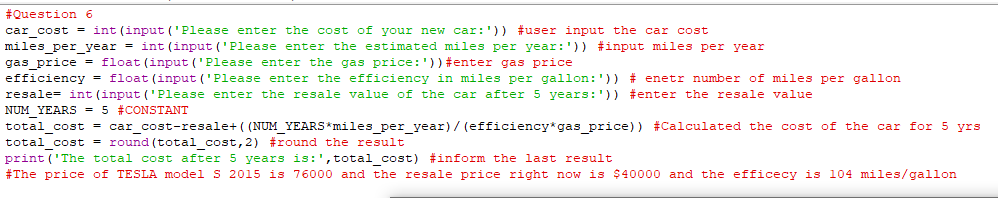 #Question 6
car_cost = int(input('Please enter the cost of your new car:')) #user input the car cost
miles_per_year = int(input('Please enter the estimated miles per year:')) #input miles per year
gas_price = float(input('Please enter the gas price:'))#enter gas price
efficiency = float(input('Please enter the efficiency in miles per gallon:')) # enetr number of miles per gallon
resale= int(input('Please enter the resale value of the car after 5 years:')) #enter the resale value
NUM_YEARS = 5 #CONSTANT
total_cost = car_cost-resale+((NUM_YEARS*miles_per_year)/(efficiency*gas_price)) #Calculated the cost of the car for 5 yrs
total_cost = round(total_cost,2) #round the result
print('The total cost after 5 years is:',total_cost) #inform the last result
#The price of TESLA model S 2015 is 76000 and the resale price right now is $40000 and the efficecy is 104 miles/gallon